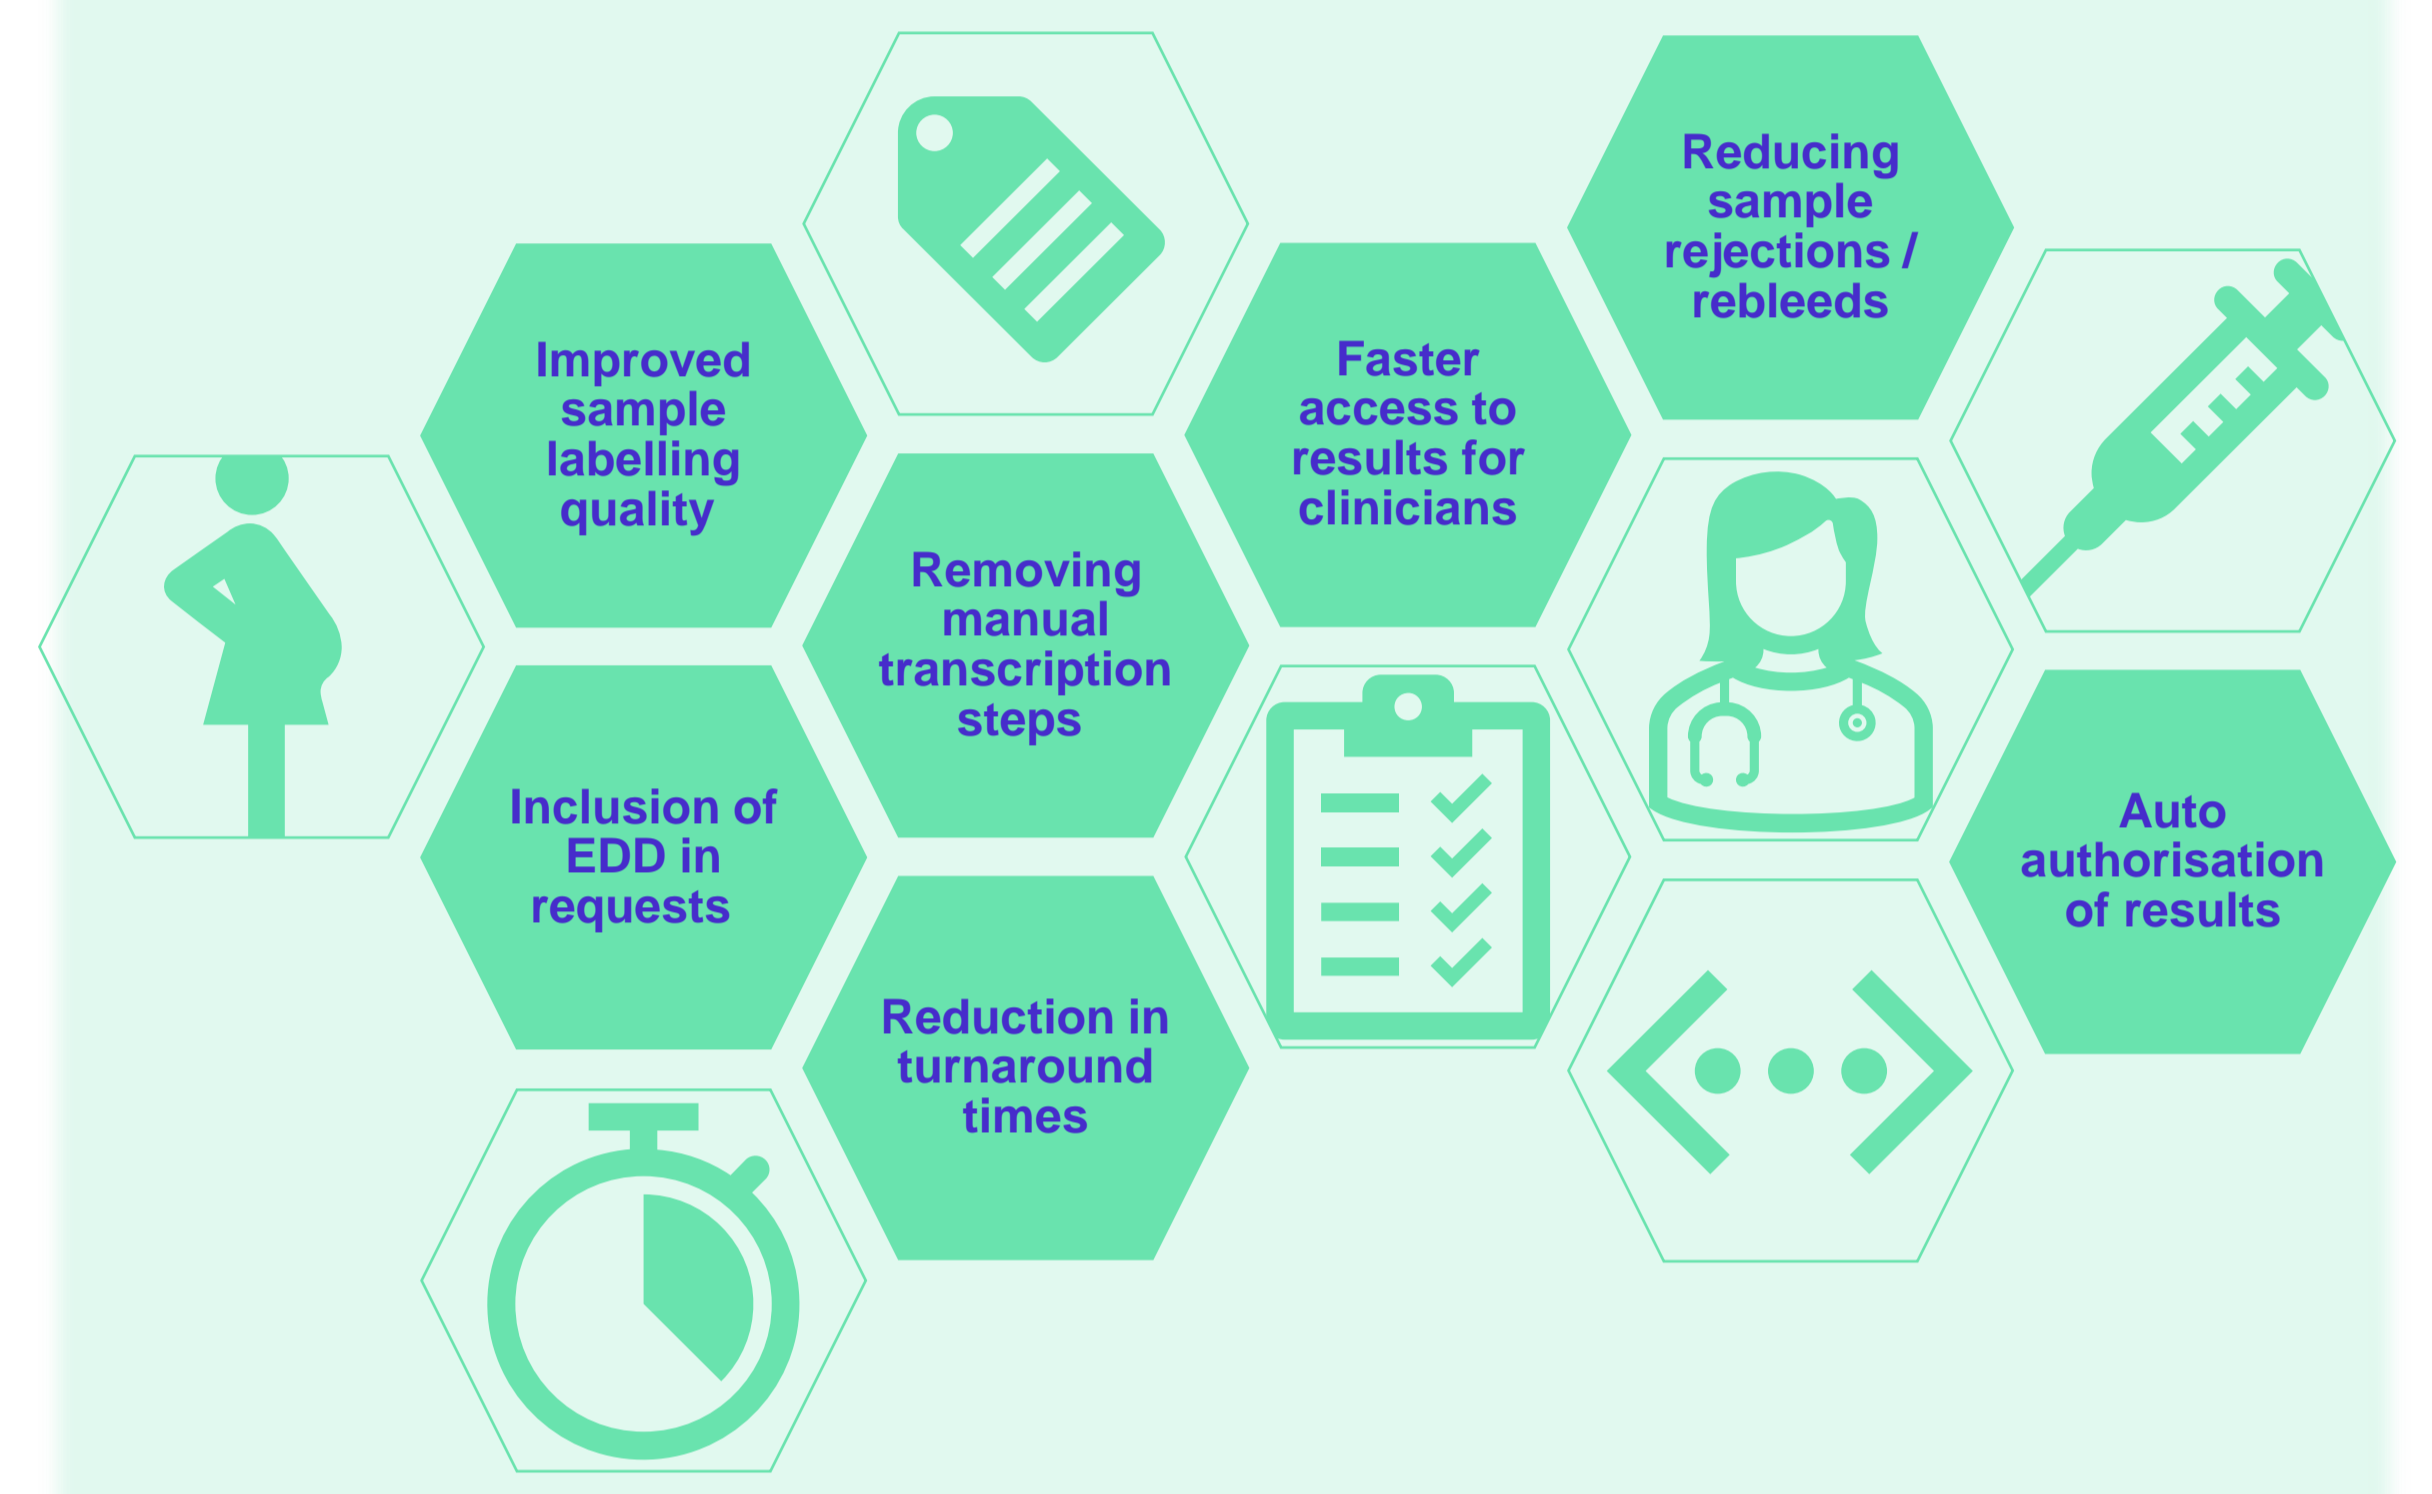 Improved
sample
labelling
quality
Inclusion of
EDD in
requests
Removing
manual
transcription
steps
Reduction in
turnaround
times
Faster
access to
results for
clinicians
Reducing
sample
rejections /
rebleeds
Auto
authorisation
of results